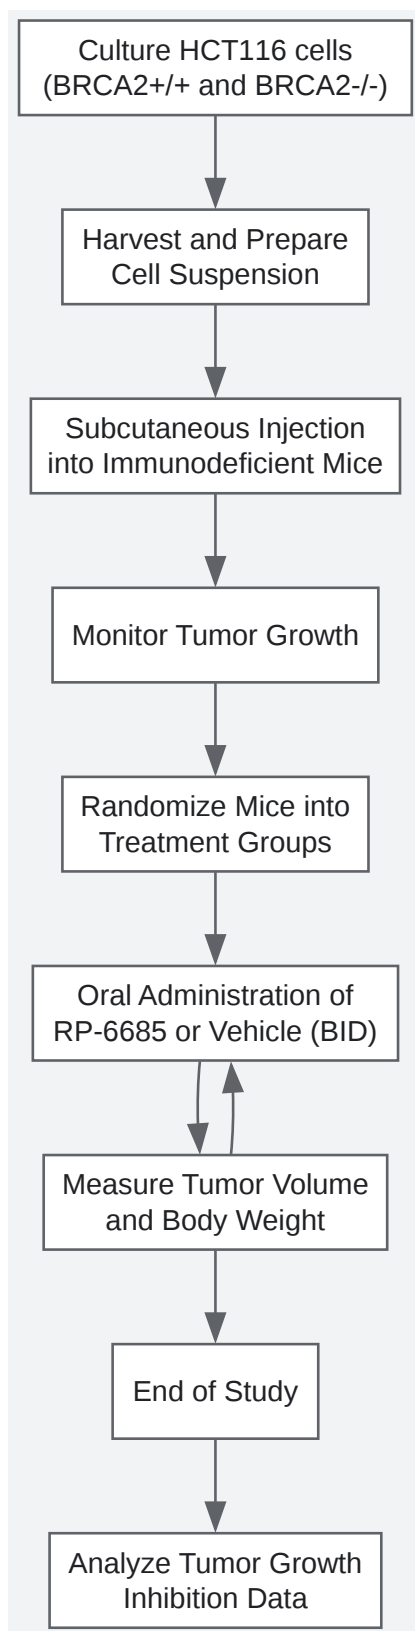 Culture HCT116 cells
(BRCA2+/+ and BRCA2-/-)
Harvest and Prepare
Cell Suspension
Subcutaneous Injection
into Immunodeficient Mice
Monitor Tumor Growth
Randomize Mice into
Treatment Groups
Oral Administration of
RP-6685 or Vehicle (BID)
Measure Tumor Volume
and Body Weight
End of Study
Analyze Tumor Growth
Inhibition Data